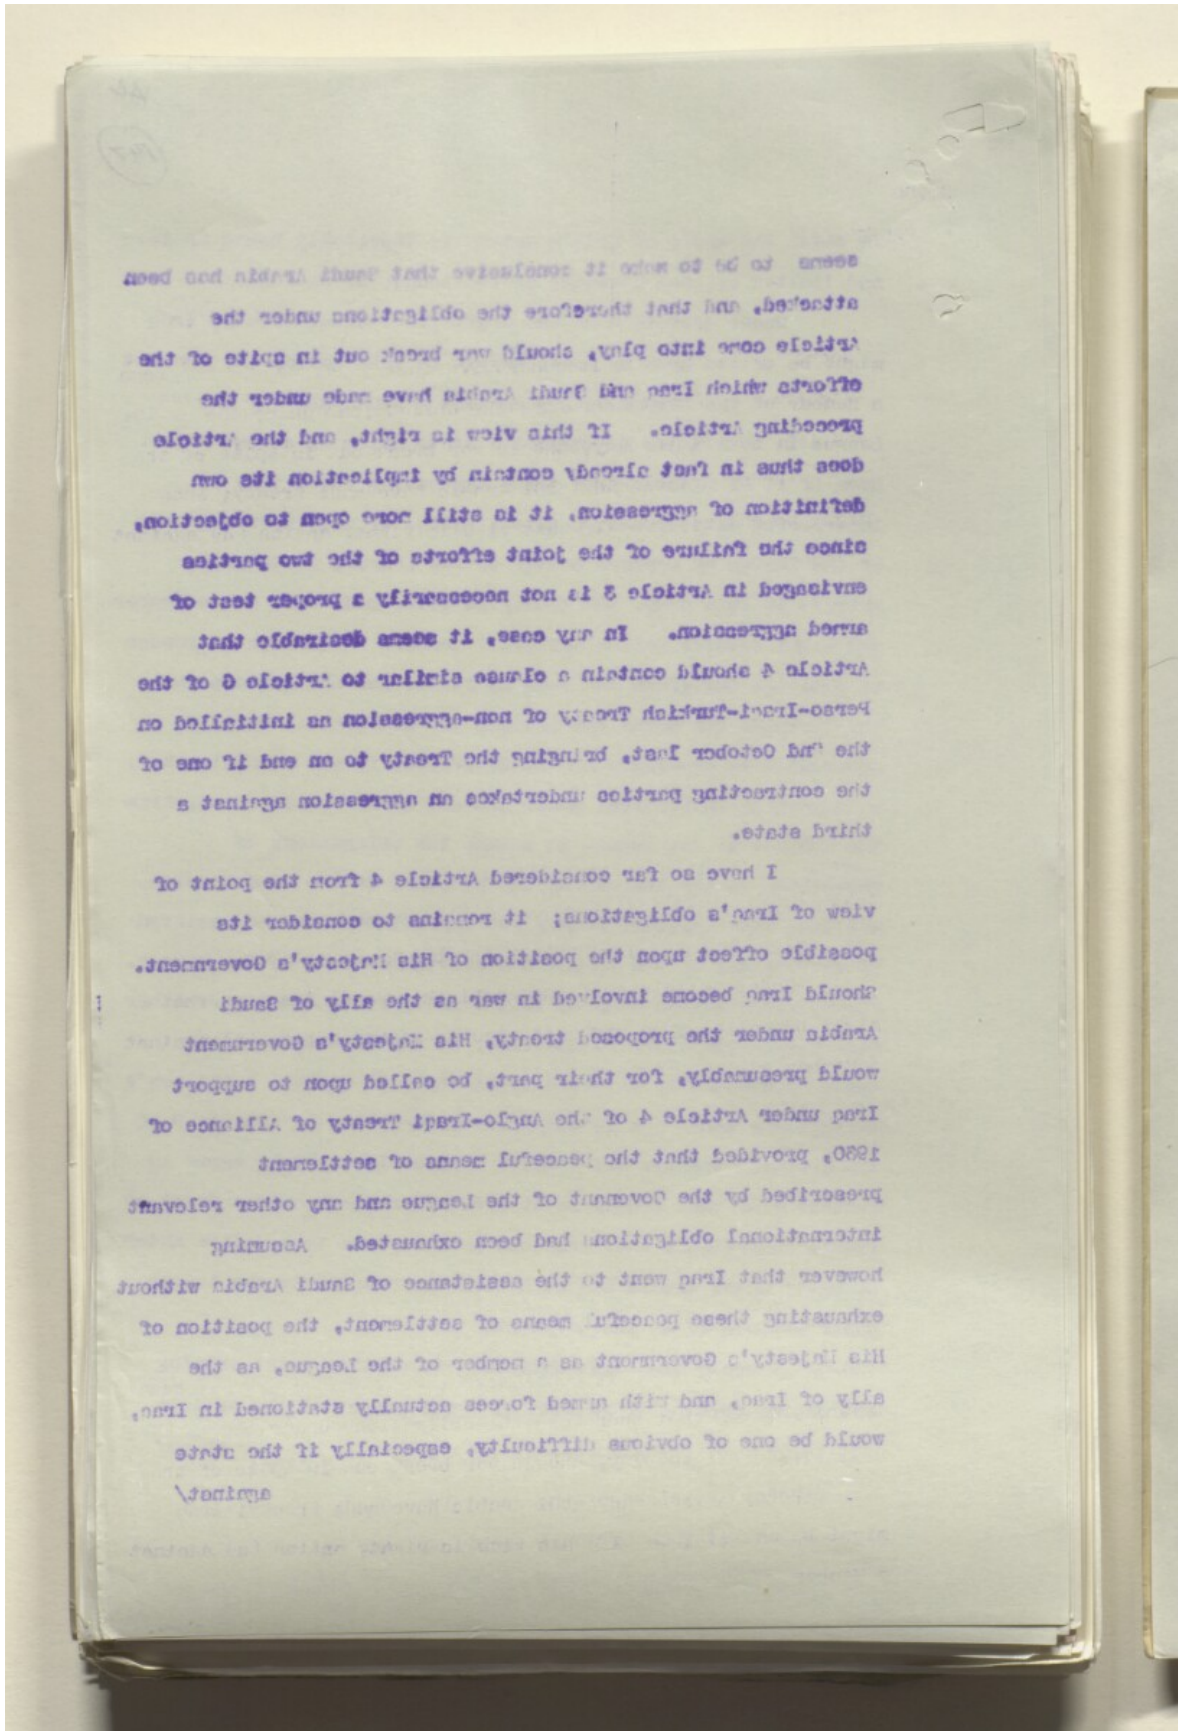 seems to be to make it conclusive that Saudi Arabia has been
attacked, and that therefore the obligations under the
Article come into play, should war break out in spite of the
efforts which Iraq and Saudi Arabia have made under the
preceding Article. If this view is right, and the Article
does thus in fact already contain by implication its own
definition of aggression, it is still more open to objection,
since the failure of the joint efforts of the two parties
envisaged in Article 3 is not necessarily a proper test of
armed aggression. In any case, it seems desirable that
Article 4 should contain a clause similar to Article 6 of the
Perso-Iraqi-Turkish Treaty of non-aggression as initialled on
the 2nd October last, bringing the Treaty to an end if one of
the contracting parties undertakes an aggression against a
third state.
I have so far considered Article 4 from the point of
view of Iraq's obligations; it remains to consider its
possible effect upon the position of His Majesty's Government.
Should Iraq become involved in war as the ally of Saudi
Arabia under the proposed treaty, His Majesty's Government
would presumably, for their part, be called upon to support
Iraq under Article 4 of the Anglo-Iraqi Treaty of Alliance of
1930, provided that the peaceful means of settlement
prescribed by the Covenant of the League and any other relevant
international obligations had been exhausted. Assuming
however that Iraq went to the assistance of Saudi Arabia without
exhausting these peaceful means of settlement, the position of
His Majesty's Government as a member of the League, as the
ally of Iraq, and with armed forces actually stationed in Iraq,
would be one of obvious difficulty, especially if the state
against/